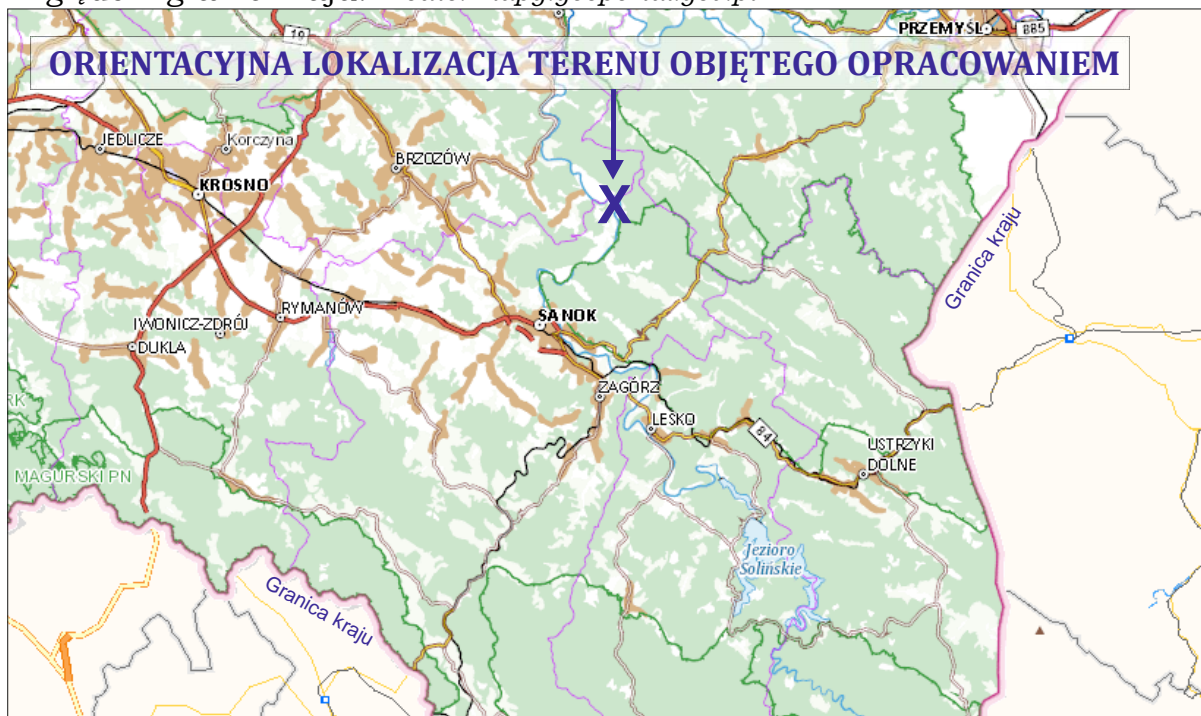 PRZEMYŚL
885
19
ORIENTACYJNA LOKALIZACJA TERENU OBJĘTEGO OPRACOWANIEM
JEDLICZE
Korczyna
BRZOZÓW
KROSNO
X
Granica kraju
RYMANÓW
SANOK
IWONICZ-ZDRÓJ
DUKLA
ZAGÓRZ
LESKO
84
USTRZYKI
DOLNE
RK
MAGURSKI PN
Jezioro
Solińskie
Granica kraju